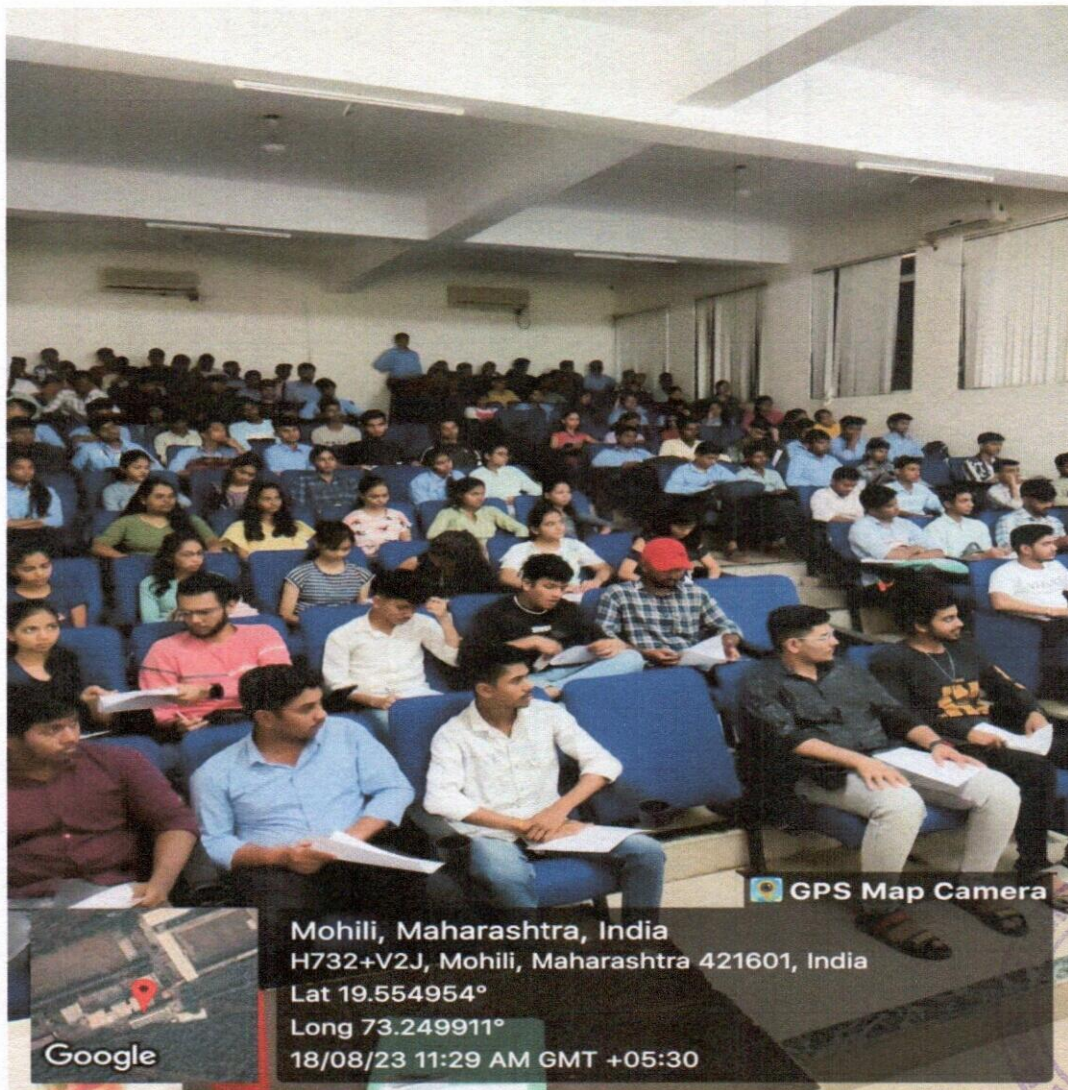 GPS Map Camera
Mohili, Maharashtra, India
H732+V2J, Mohili, Maharashtra 421601, India
Lat 19.554954°
Long 73.249911°
18/08/23 11:29 AM GMT +05:30
Google